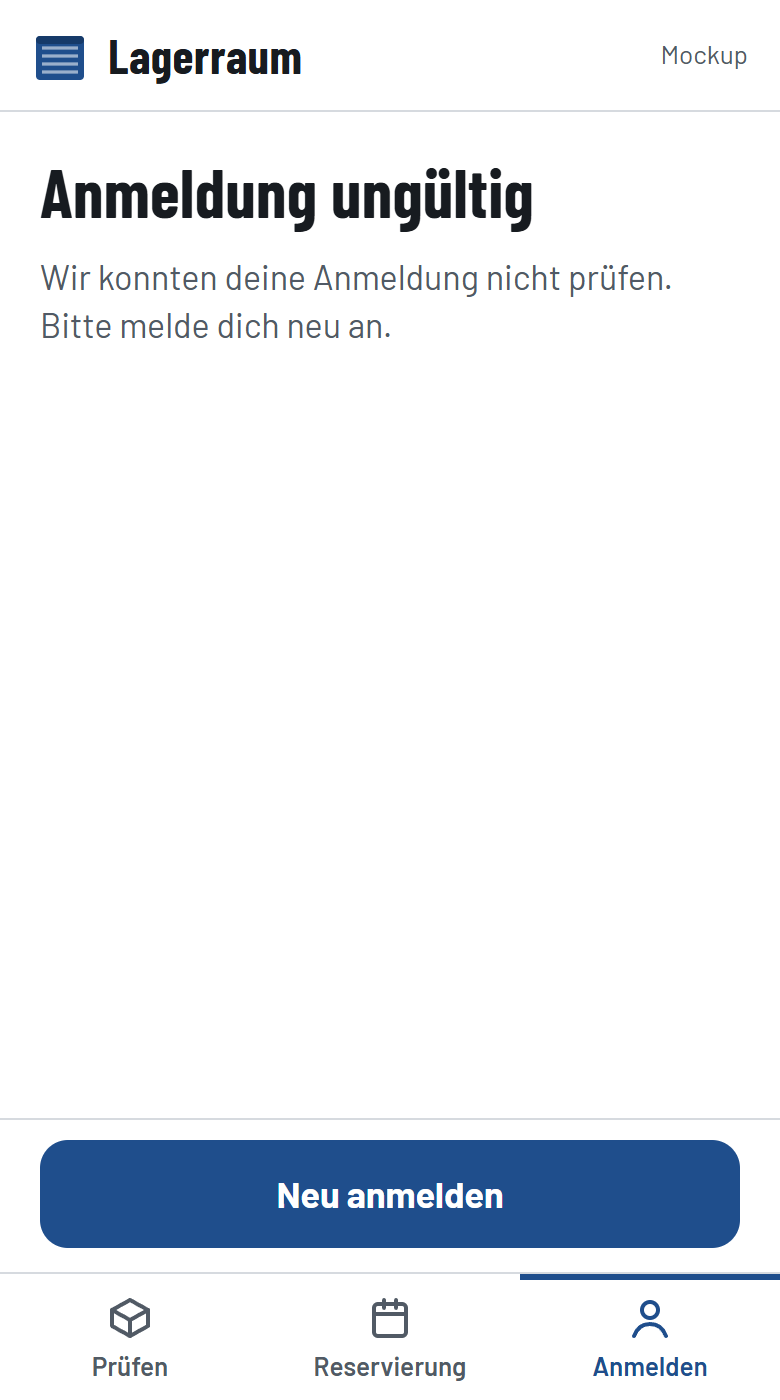 Lagerraum
Mockup
Anmeldung ungültig
Wir konnten deine Anmeldung nicht prüfen.
Bitte melde dich neu an.
Neu anmelden
Prüfen
Reservierung
Anmelden